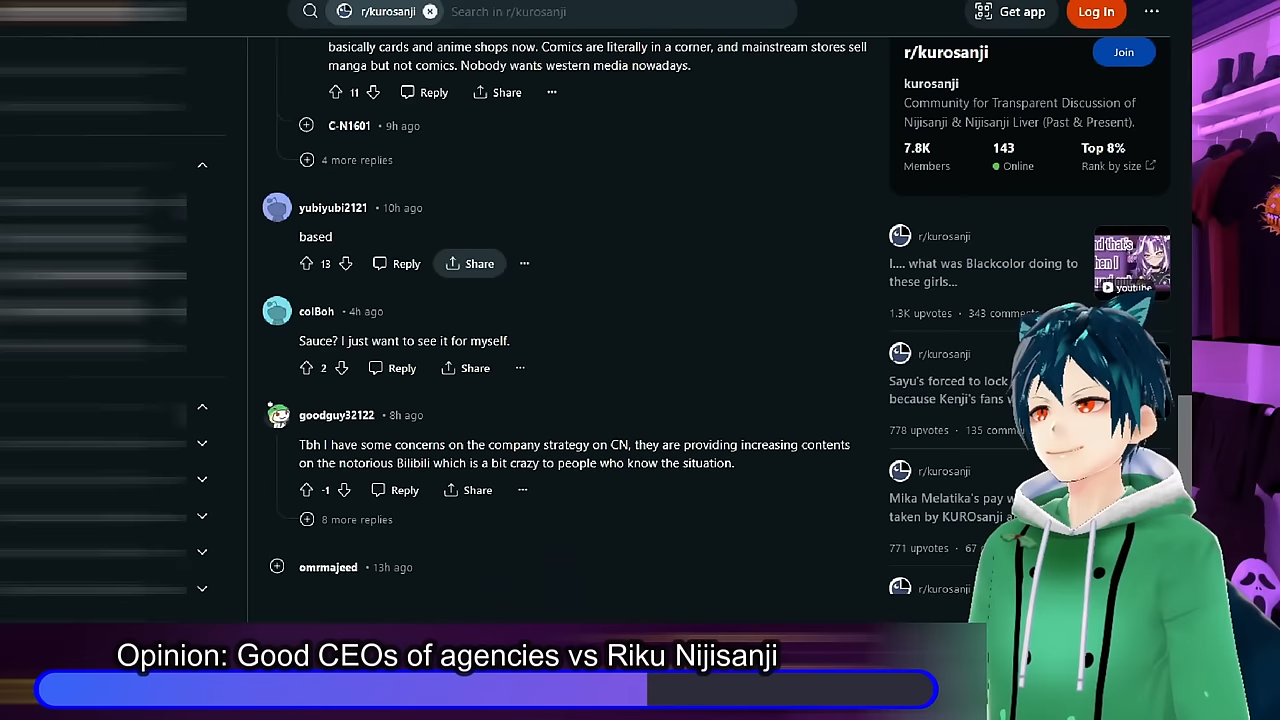 r/kurosanji
Search in r/kurosanji
Get app
Log In
basically cards and anime shops now. Comics are literally in a corner, and mainstream stores sell
manga but not comics. Nobody wants western media nowadays.
11
Reply
Share
C-N1601 • 9h ago
4 more replies
yubiyubi2121 • 10h ago
based
13
Reply
Share
colBoh • 4h ago
Sauce? I just want to see it for myself.
2
Reply
Share
goodguy32122 • 8h ago
Tbh I have some concerns on the company strategy on CN, they are providing increasing contents
on the notorious Bilibili which is a bit crazy to people who know the situation.
-1
Reply
Share
8 more replies
omrmajeed • 13h ago
r/kurosanji
Join
kurosanji
Community for Transparent Discussion of
Nijisanji & Nijisanji Liver (Past & Present).
7.8K
143
Top 8%
Members
Online
Rank by size
r/kurosanji
I.... what was Blackcolor doing to
these girls...
youtube
1.3K upvotes • 343 comments
r/kurosanji
Sayu's forced to lock
because Kenji's fans
778 upvotes • 135 comm
r/kurosanji
Mika Melatika's pay
taken by KUROsanji
771 upvotes • 67
r/kurosanji
Opinion: Good CEOs of agencies vs Riku Nijisanji